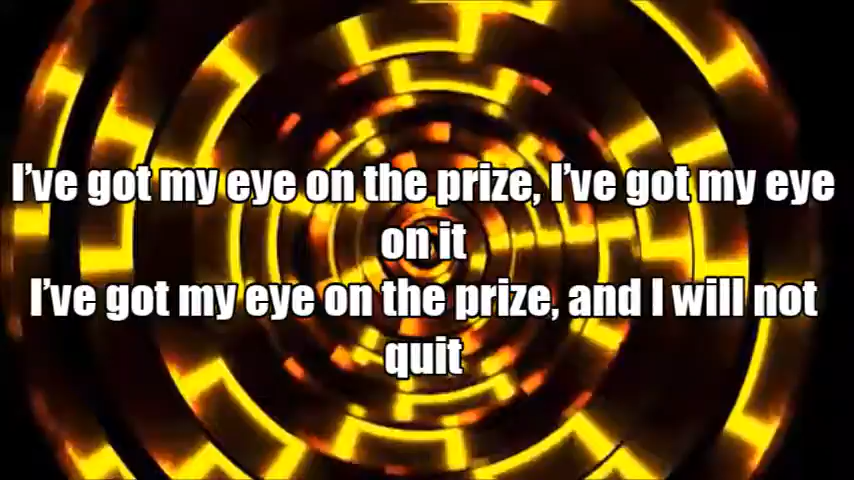 I've got my eye on the prize, I've got my eye
on it
I've got my eye on the prize, and I will not
quit